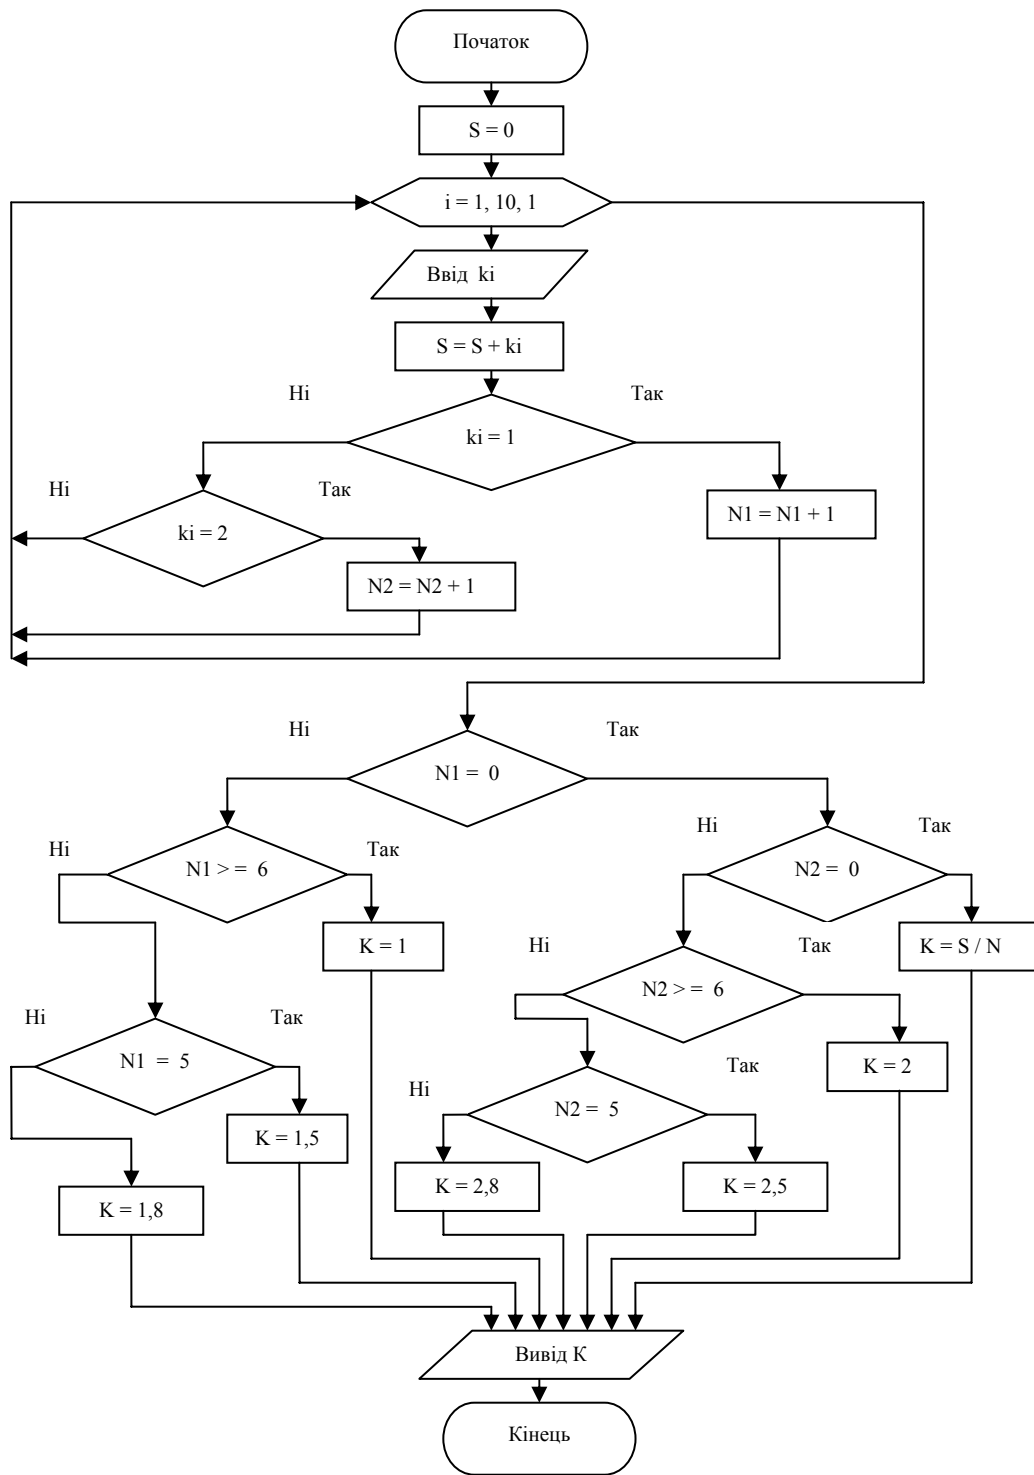 Початок
S = 0
i = 1, 10, 1
Ввід ki
S = S + ki
Ні
Так
ki = 1
Ні
Так
ki = 2
N1 = N1 + 1
N2 = N2 + 1
Ні
Так
N1 = 0
Ні
Так
Ні
Так
N1 > = 6
N2 = 0
K = 1
Ні
Так
K = S / N
N2 > = 6
Ні
Так
N1 = 5
Ні
Так
K = 2
N2 = 5
K = 1,5
K = 2,8
K = 2,5
K = 1,8
Вивід К
Кінець